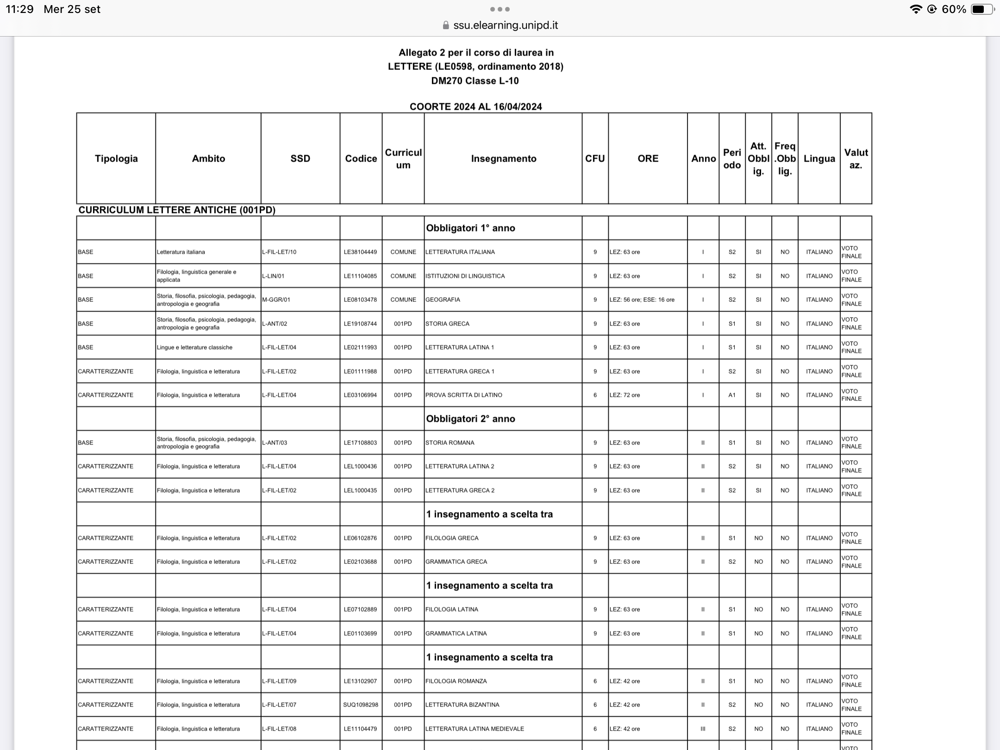 11:29 Mer 25 set
60%
ssu.elearning.unipd.it
Allegato 2 per il corso di laurea in
LETTERE (LE0598, ordinamento 2018)
DM270 Classe L-10
COORTE 2024 AL 16/04/2024
Tipologia Ambito SSD Codice Curricul um Insegnamento CFU ORE Anno Peri odo Att. Obbl ig. Freq .Obb lig. Lingua Valut az.
CURRICULUM LETTERE ANTICHE (001PD)
Obbligatori 1° anno
BASE Letteratura italiana L-FIL-LET/10 LE38104449 COMUNE LETTERATURA ITALIANA 9 LEZ: 63 ore I S2 SI NO ITALIANO VOTO FINALE
BASE Filologia, linguistica generale e applicata L-LIN/01 LE11104085 COMUNE ISTITUZIONI DI LINGUISTICA 9 LEZ: 63 ore I S2 SI NO ITALIANO VOTO FINALE
BASE Storia, filosofia, psicologia, pedagogia, antropologia e geografia M-GGR/01 LE08103478 COMUNE GEOGRAFIA 9 LEZ: 56 ore; ESE: 16 ore I S2 SI NO ITALIANO VOTO FINALE
BASE Storia, filosofia, psicologia, pedagogia, antropologia e geografia L-ANT/02 LE19108744 001PD STORIA GRECA 9 LEZ: 63 ore I S1 SI NO ITALIANO VOTO FINALE
BASE Lingue e letterature classiche L-FIL-LET/04 LE02111993 001PD LETTERATURA LATINA 1 9 LEZ: 63 ore I S1 SI NO ITALIANO VOTO FINALE
CARATTERIZZANTE Filologia, linguistica e letteratura L-FIL-LET/02 LE01111988 001PD LETTERATURA GRECA 1 9 LEZ: 63 ore I S2 SI NO ITALIANO VOTO FINALE
CARATTERIZZANTE Filologia, linguistica e letteratura L-FIL-LET/04 LE03106994 001PD PROVA SCRITTA DI LATINO 6 LEZ: 72 ore I A1 SI NO ITALIANO VOTO FINALE
Obbligatori 2° anno
BASE Storia, filosofia, psicologia, pedagogia, antropologia e geografia L-ANT/03 LE17108803 001PD STORIA ROMANA 9 LEZ: 63 ore II S1 SI NO ITALIANO VOTO FINALE
CARATTERIZZANTE Filologia, linguistica e letteratura L-FIL-LET/04 LEL1000436 001PD LETTERATURA LATINA 2 9 LEZ: 63 ore II S2 SI NO ITALIANO VOTO FINALE
CARATTERIZZANTE Filologia, linguistica e letteratura L-FIL-LET/02 LEL1000435 001PD LETTERATURA GRECA 2 9 LEZ: 63 ore II S2 SI NO ITALIANO VOTO FINALE
1 insegnamento a scelta tra
CARATTERIZZANTE Filologia, linguistica e letteratura L-FIL-LET/02 LE06102876 001PD FILOLOGIA GRECA 9 LEZ: 63 ore II S1 NO NO ITALIANO VOTO FINALE
CARATTERIZZANTE Filologia, linguistica e letteratura L-FIL-LET/02 LE02103688 001PD GRAMMATICA GRECA 9 LEZ: 63 ore II S2 NO NO ITALIANO VOTO FINALE
1 insegnamento a scelta tra
CARATTERIZZANTE Filologia, linguistica e letteratura L-FIL-LET/04 LE07102889 001PD FILOLOGIA LATINA 9 LEZ: 63 ore II S1 NO NO ITALIANO VOTO FINALE
CARATTERIZZANTE Filologia, linguistica e letteratura L-FIL-LET/04 LE01103699 001PD GRAMMATICA LATINA 9 LEZ: 63 ore II S1 NO NO ITALIANO VOTO FINALE
1 insegnamento a scelta tra
CARATTERIZZANTE Filologia, linguistica e letteratura L-FIL-LET/09 LE13102907 001PD FILOLOGIA ROMANZA 6 LEZ: 42 ore II S1 NO NO ITALIANO VOTO FINALE
CARATTERIZZANTE Filologia, linguistica e letteratura L-FIL-LET/07 SUQ1098298 001PD LETTERATURA BIZANTINA 6 LEZ: 42 ore II S2 NO NO ITALIANO VOTO FINALE
CARATTERIZZANTE Filologia, linguistica e letteratura L-FIL-LET/08 LE11104479 001PD LETTERATURA LATINA MEDIEVALE 6 LEZ: 42 ore III S2 NO NO ITALIANO VOTO FINALE
VOTO